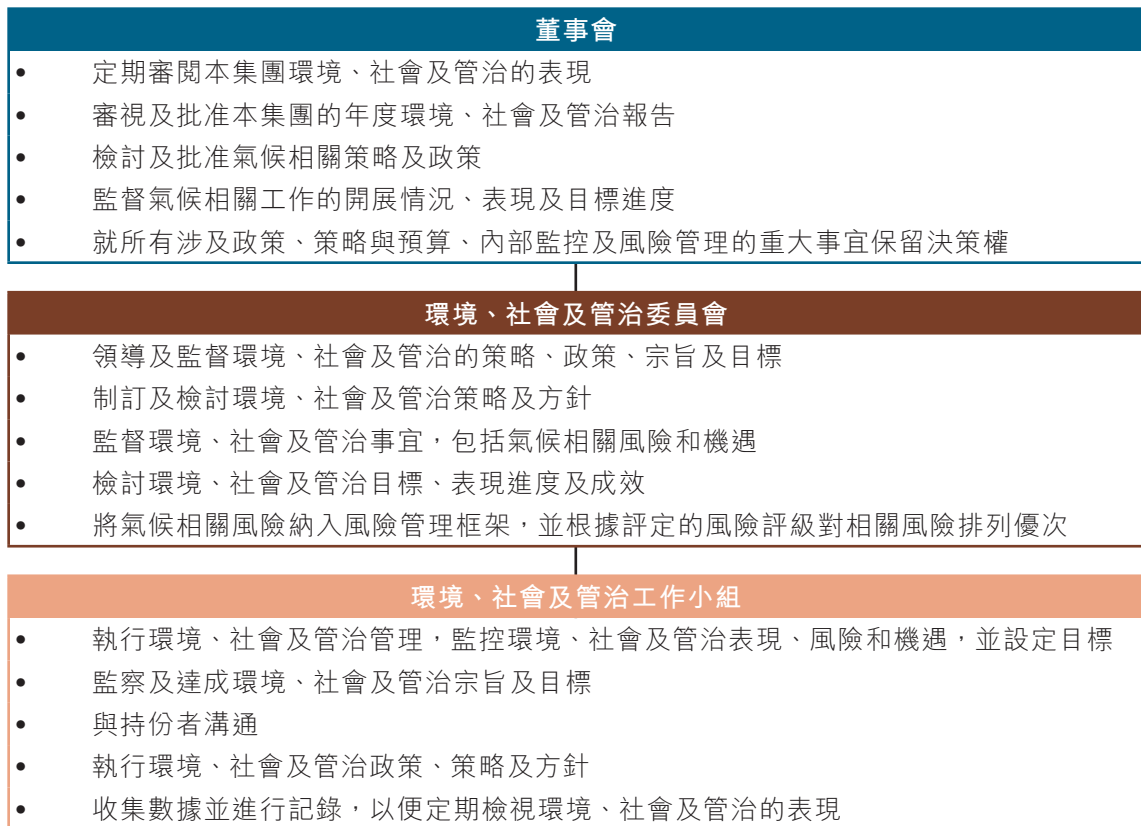 董事會
• 定期審閱本集團環境、社會及管治的表現
• 審視及批准本集團的年度環境、社會及管治報告
• 檢討及批准氣候相關策略及政策
• 監督氣候相關工作的開展情況、表現及目標進度
• 就所有涉及政策、策略與預算、內部監控及風險管理的重大事宜保留決策權
環境、社會及管治委員會
• 領導及監督環境、社會及管治的策略、政策、宗旨及目標
• 制訂及檢討環境、社會及管治策略及方針
• 監督環境、社會及管治事宜，包括氣候相關風險和機遇
• 檢討環境、社會及管治目標、表現進度及成效
• 將氣候相關風險納入風險管理框架，並根據評定的風險評級對相關風險排列優次
環境、社會及管治工作小組
• 執行環境、社會及管治管理，監控環境、社會及管治表現、風險和機遇，並設定目標
• 監察及達成環境、社會及管治宗旨及目標
• 與持份者溝通
• 執行環境、社會及管治政策、策略及方針
• 收集數據並進行記錄，以便定期檢視環境、社會及管治的表現